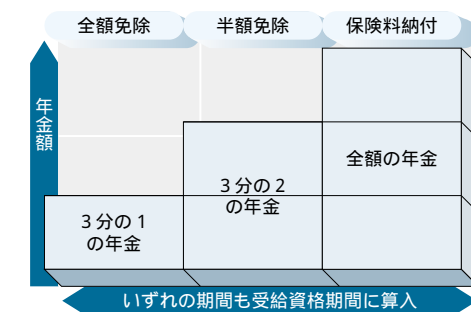 全額免除
半額免除
保険料納付
年金額
全額の年金
3分の2
の年金
3分の1
の年金
いずれの期間も受給資格期間に算入